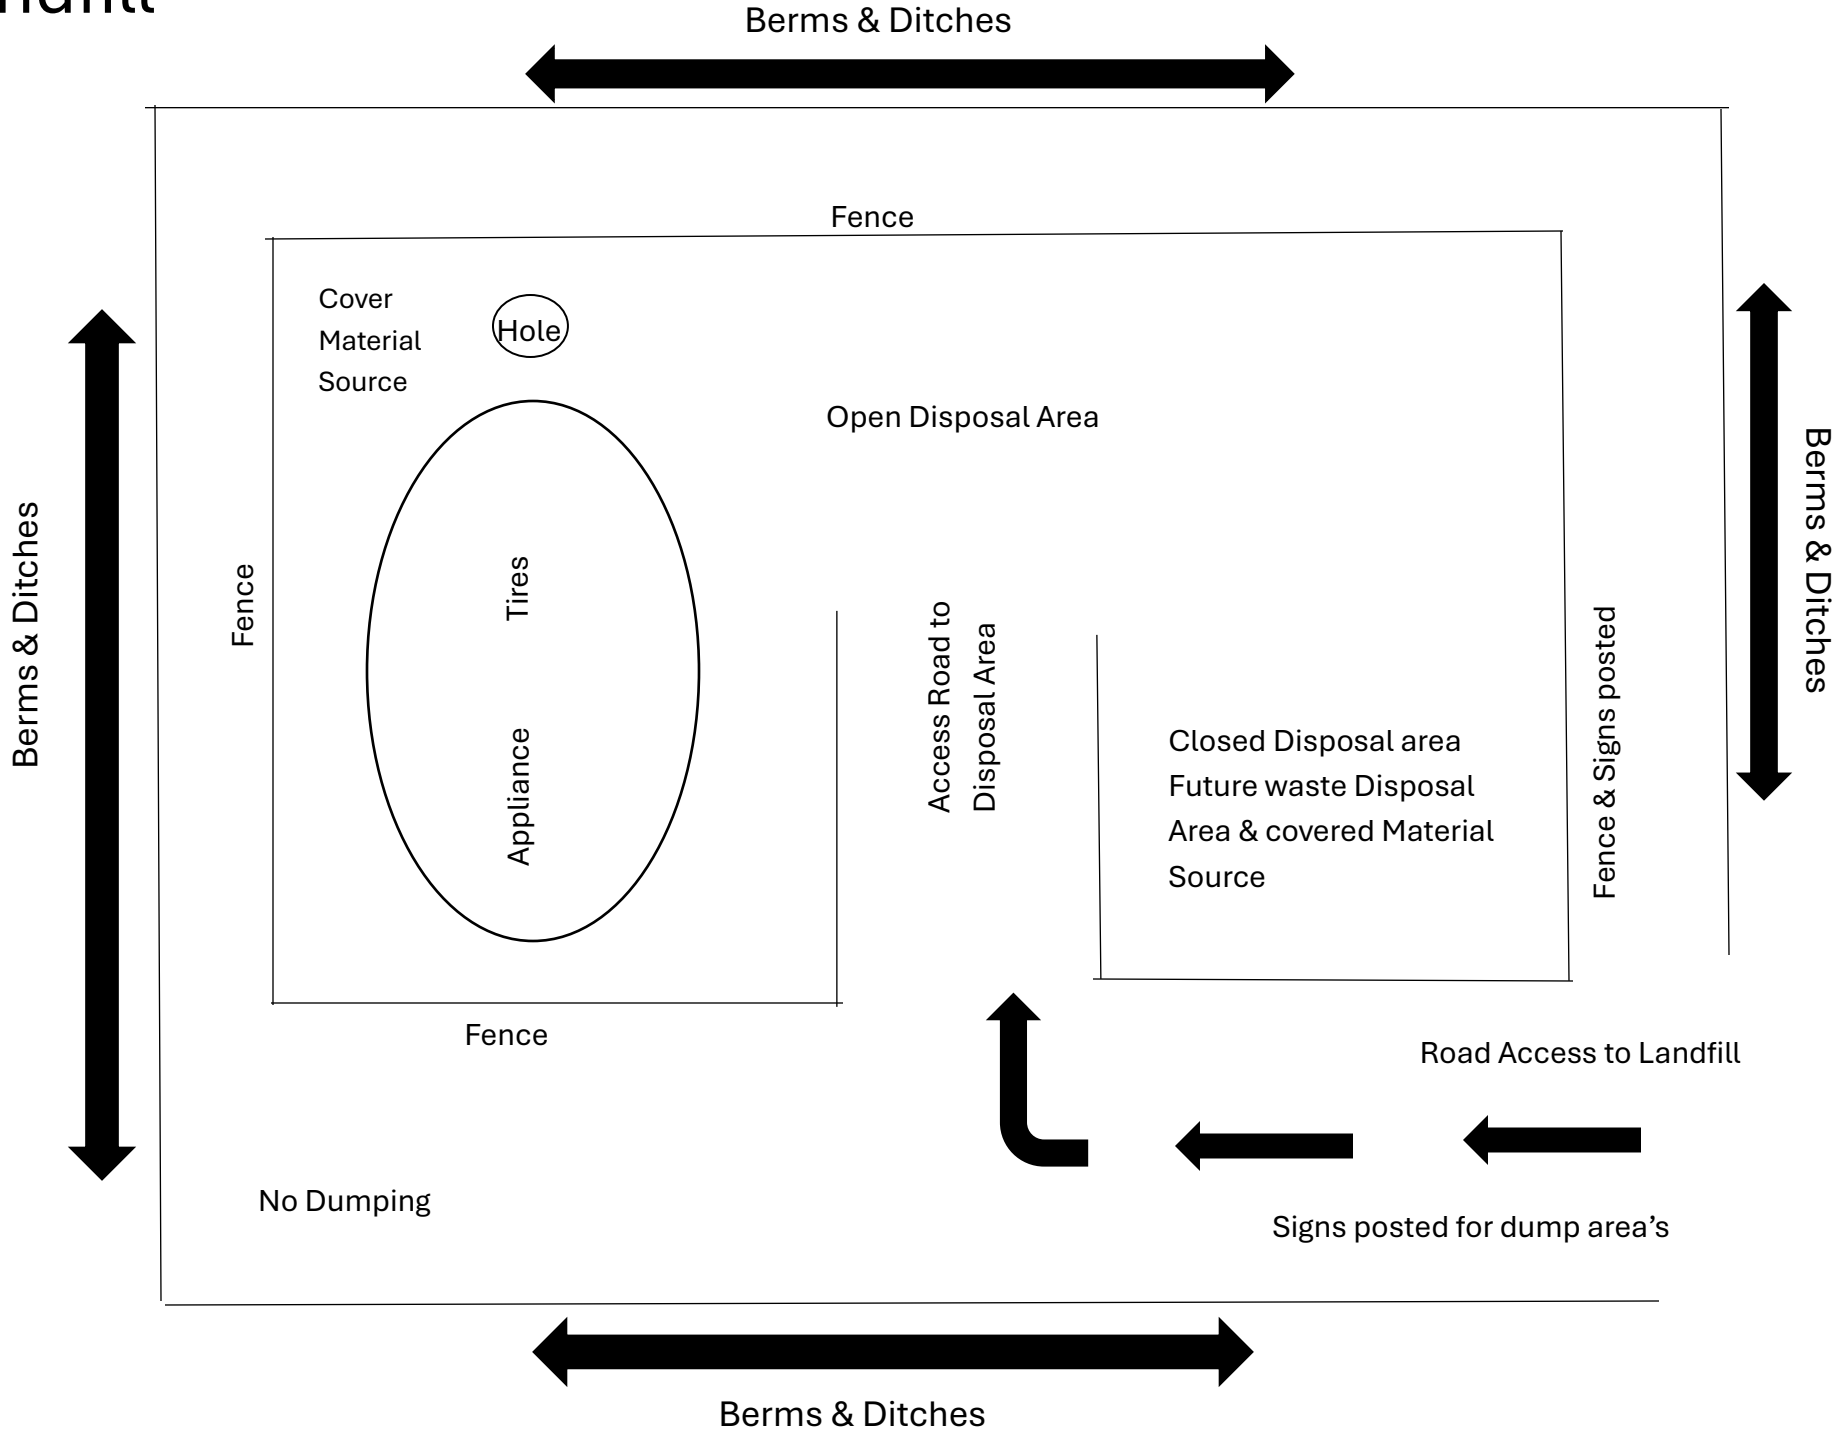 Berms & Ditches
Fence
Cover
Material
Source
Hole
Open Disposal Area
Berms & Ditches
Fence
Tires
Appliance
Access Road to
Disposal Area
Closed Disposal area
Future waste Disposal
Area & covered Material
Source
Fence & Signs posted
Berms & Ditches
Fence
Road Access to Landfill
No Dumping
Signs posted for dump area’s
Berms & Ditches